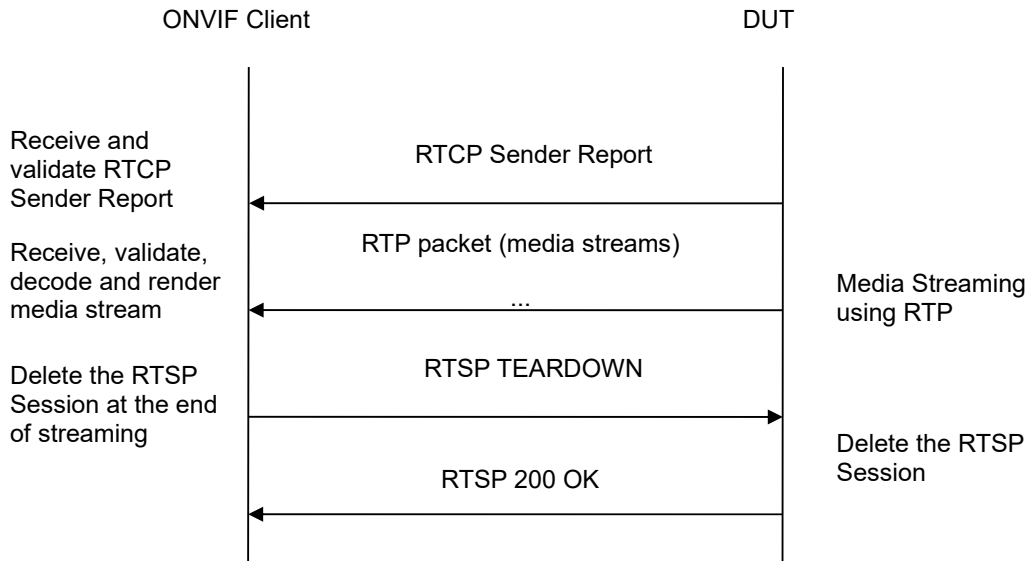 ONVIF Client
DUT
Receive and
validate RTCP
Sender Report
RTCP Sender Report
RTP packet (media streams)
Receive, validate,
decode and render
media stream
...
Media Streaming
using RTP
RTSP TEARDOWN
Delete the RTSP
Session at the end
of streaming
Delete the RTSP
Session
RTSP 200 OK